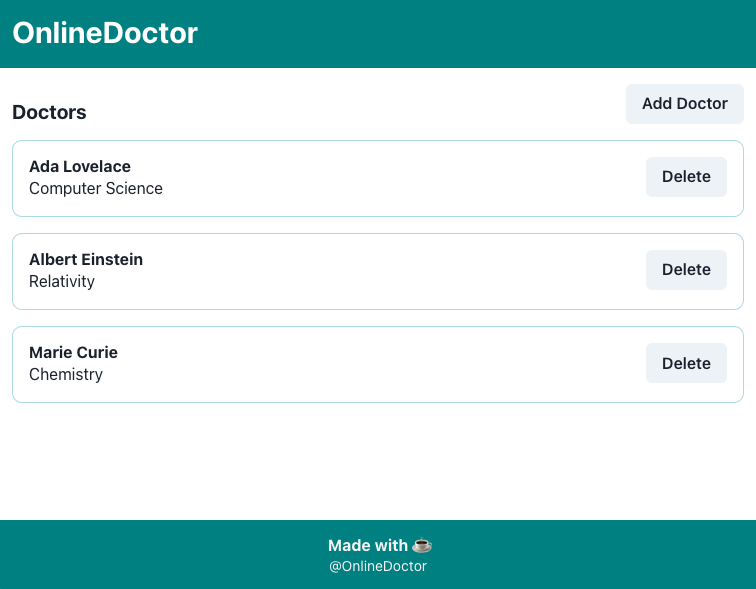 OnlineDoctor
Doctors
Add Doctor
Ada Lovelace
Computer Science
Delete
Albert Einstein
Relativity
Delete
Marie Curie
Chemistry
Delete
Made with ☕
@OnlineDoctor